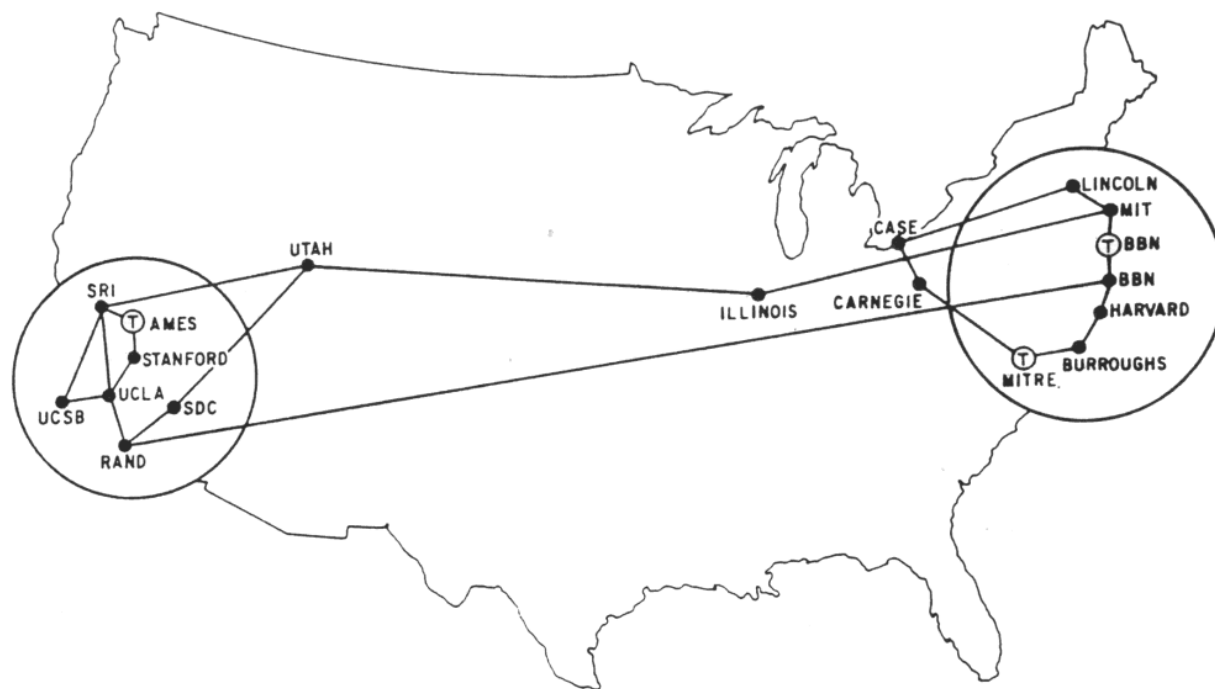 LINCOLN
MIT
CASE
T BBN
UTAH
BBN
SRI
CARNEGIE
ILLINOIS
HARVARD
T AMES
STANFORD
T
BURROUGHS
MITRE
UCLA
SDC
UCSB
RAND